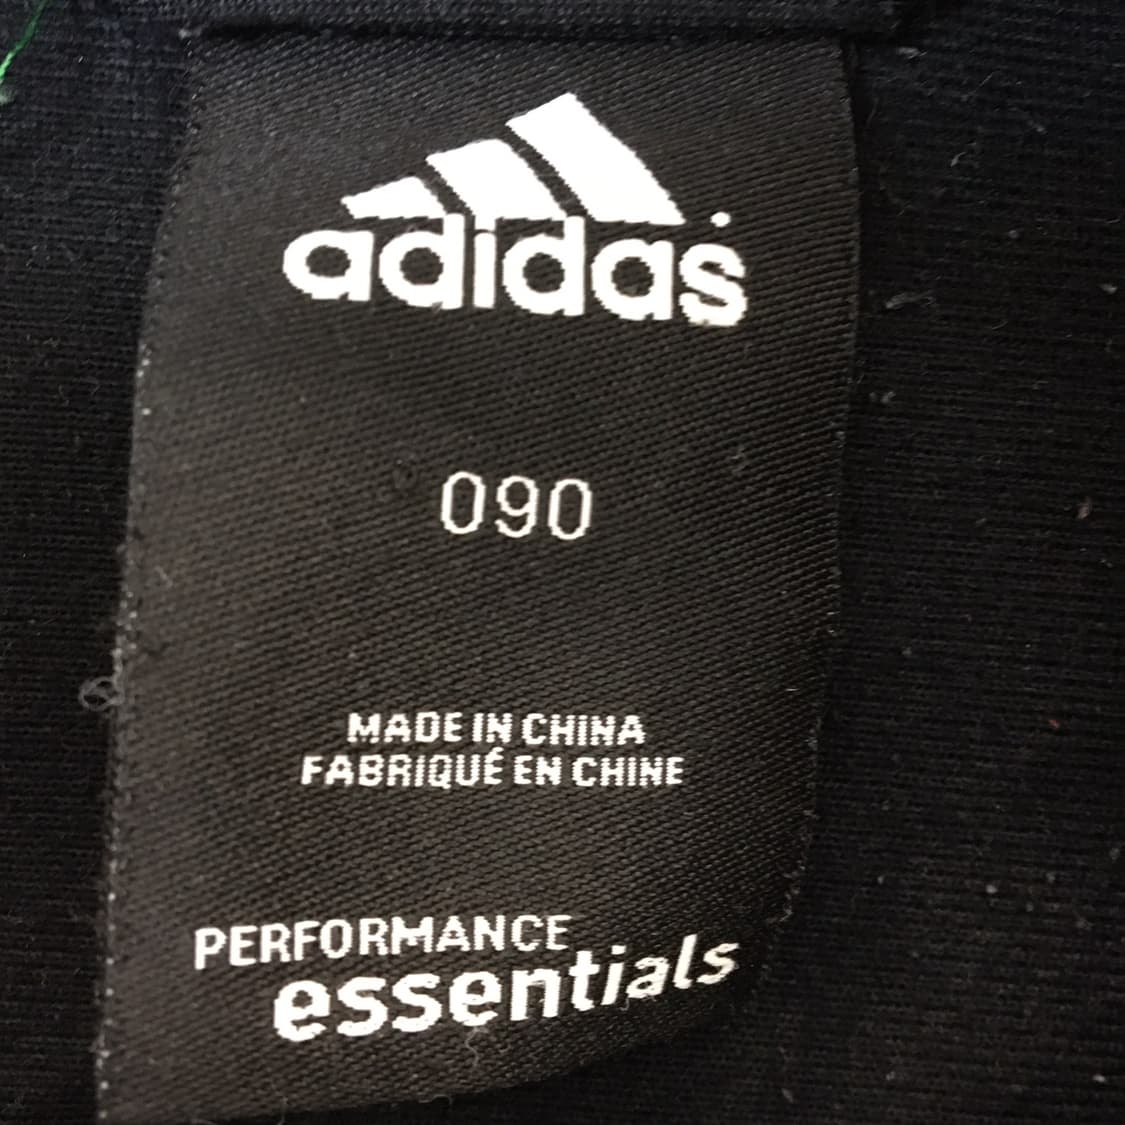 adidas
090
MADE IN CHINA
FABRIQUÉ EN CHINE
PERFORMANCE
essentials